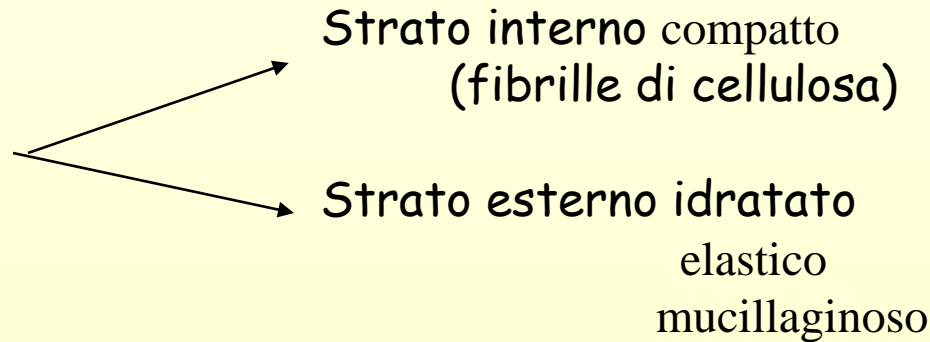 Strato interno compatto
(fibrille di cellulosa)
Strato esterno idratato
elastico
mucillaginoso